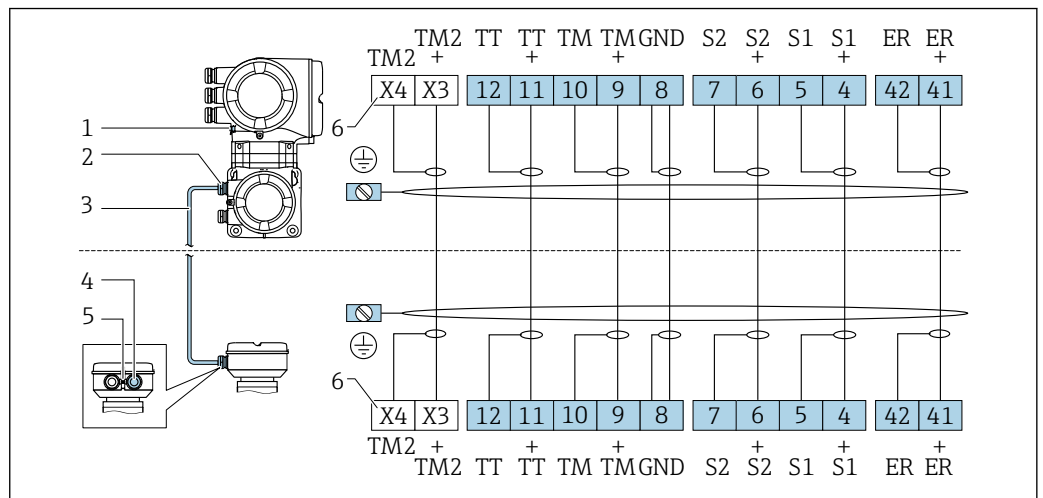 TM2 TT TT TM TM GND S2 S2 S1 S1 ER ER
TM2 + + + + + + +
X4 X3 12 11 10 9 8 7 6 5 4 42 41
1
2
3
6
4
5
6
X4 X3 12 11 10 9 8 7 6 5 4 42 41
TM2 + + + + + +
TM2 TT TT TM TM GND S2 S2 S1 S1 ER ER